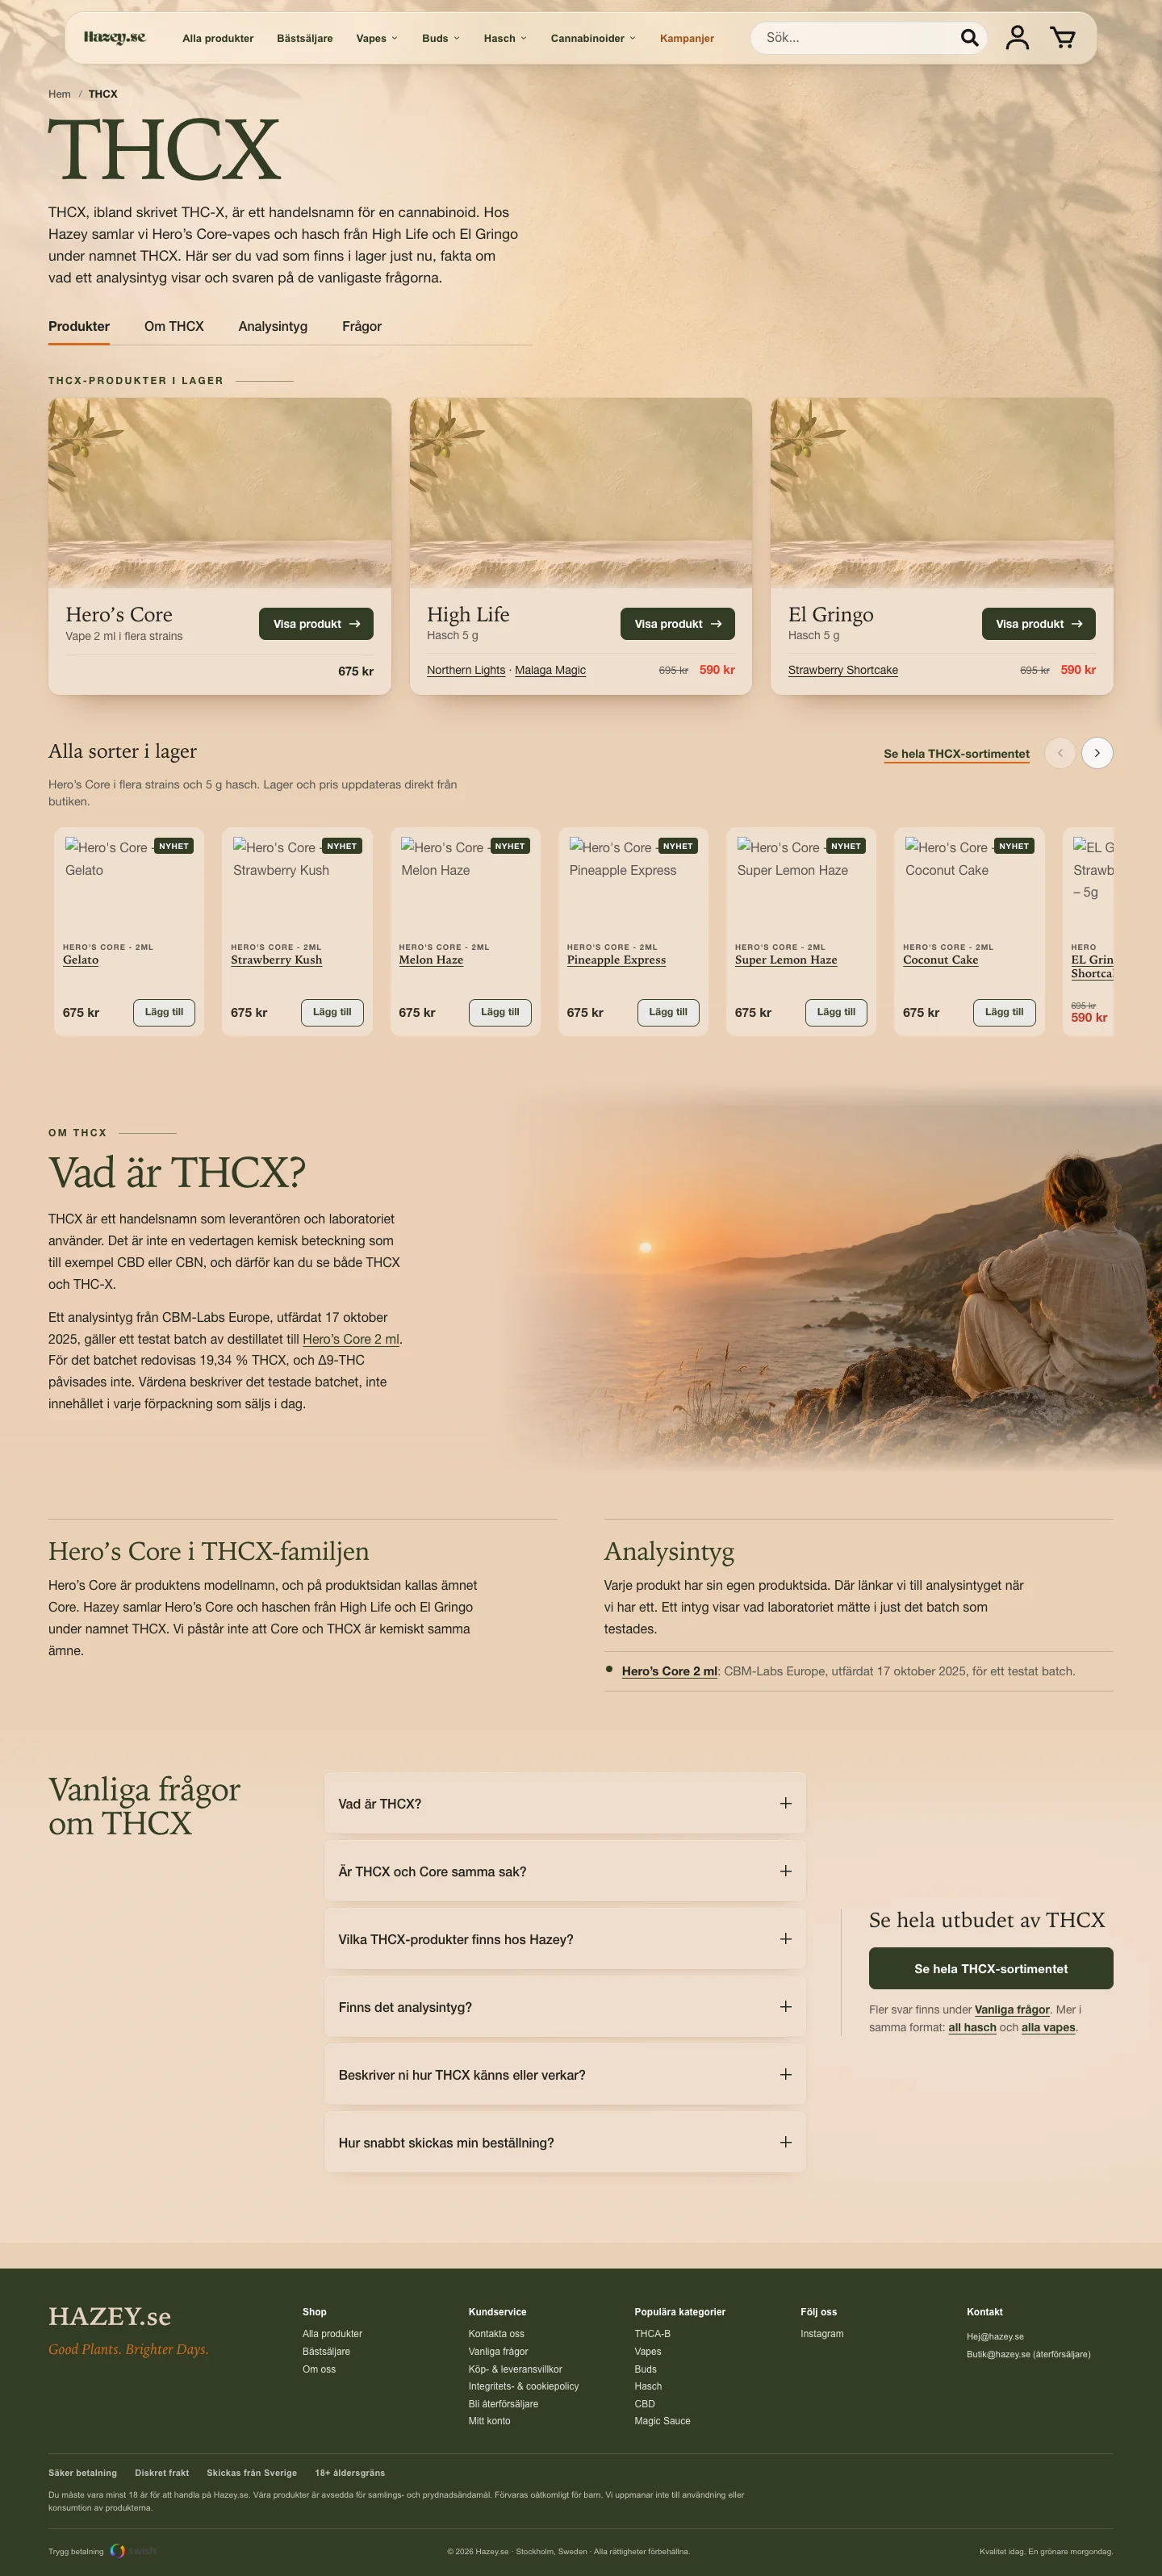 Hazey.se
Alla produkter
Bästsäljare
Vapes
Buds
Hasch
Cannabinoider
Kampanjer
Sök...
Hem / THCX
THCX
THCX, ibland skrivet THC-X, är ett handelsnamn för en cannabinoid. Hos
Hazey samlar vi Hero’s Core-vapes och hasch från High Life och El Gringo
under namnet THCX. Här ser du vad som finns i lager just nu, fakta om
vad ett analysintyg visar och svaren på de vanligaste frågorna.
Produkter
Om THCX
Analysintyg
Frågor
THCX-PRODUKTER I LAGER
Hero’s Core
Vape 2 ml i flera strains
Visa produkt →
675 kr
High Life
Hasch 5 g
Visa produkt →
Northern Lights · Malaga Magic
695 kr 590 kr
El Gringo
Hasch 5 g
Visa produkt →
Strawberry Shortcake
695 kr 590 kr
Alla sorter i lager
Se hela THCX-sortimentet
Hero’s Core i flera strains och 5 g hasch. Lager och pris uppdateras direkt från
butiken.
Hero's Core -
Gelato
NYHET
HERO'S CORE - 2ML
Gelato
675 kr
Lägg till
Hero's Core -
Strawberry Kush
NYHET
HERO'S CORE - 2ML
Strawberry Kush
675 kr
Lägg till
Hero's Core -
Melon Haze
NYHET
HERO'S CORE - 2ML
Melon Haze
675 kr
Lägg till
Hero's Core -
Pineapple Express
NYHET
HERO'S CORE - 2ML
Pineapple Express
675 kr
Lägg till
Hero's Core -
Super Lemon Haze
NYHET
HERO'S CORE - 2ML
Super Lemon Haze
675 kr
Lägg till
Hero's Core -
Coconut Cake
NYHET
HERO'S CORE - 2ML
Coconut Cake
675 kr
Lägg till
EL G
Strawb
– 5g
HERO
EL Grin
Shortca
695 kr
590 kr
OM THCX
Vad är THCX?
THCX är ett handelsnamn som leverantören och laboratoriet
använder. Det är inte en vedertagen kemisk beteckning som
till exempel CBD eller CBN, och därför kan du se både THCX
och THC-X.
Ett analysintyg från CBM-Labs Europe, utfärdat 17 oktober
2025, gäller ett testat batch av destillatet till Hero’s Core 2 ml.
För det batchet redovisas 19,34 % THCX, och Δ9-THC
påvisades inte. Värdena beskriver det testade batchet, inte
innehållet i varje förpackning som säljs i dag.
Hero’s Core i THCX-familjen
Hero’s Core är produktens modellnamn, och på produktsidan kallas ämnet
Core. Hazey samlar Hero’s Core och haschen från High Life och El Gringo
under namnet THCX. Vi påstår inte att Core och THCX är kemiskt samma
ämne.
Analysintyg
Varje produkt har sin egen produktsida. Där länkar vi till analysintyget när
vi har ett. Ett intyg visar vad laboratoriet mätte i just det batch som
testades.
Hero’s Core 2 ml: CBM-Labs Europe, utfärdat 17 oktober 2025, för ett testat batch.
Vanliga frågor
om THCX
Vad är THCX?
Är THCX och Core samma sak?
Vilka THCX-produkter finns hos Hazey?
Finns det analysintyg?
Beskriver ni hur THCX känns eller verkar?
Hur snabbt skickas min beställning?
Se hela utbudet av THCX
Se hela THCX-sortimentet
Fler svar finns under Vanliga frågor. Mer i
samma format: all hasch och alla vapes.
HAZEY.se
Good Plants. Brighter Days.
Shop
Alla produkter
Bästsäljare
Om oss
Kundservice
Kontakta oss
Vanliga frågor
Köp- & leveransvillkor
Integritets- & cookiepolicy
Bli återförsäljare
Mitt konto
Populära kategorier
THCA-B
Vapes
Buds
Hasch
CBD
Magic Sauce
Följ oss
Instagram
Kontakt
Hej@hazey.se
Butik@hazey.se (återförsäljare)
Säker betalning
Diskret frakt
Skickas från Sverige
18+ åldersgräns
Du måste vara minst 18 år för att handla på Hazey.se. Våra produkter är avsedda för samlings- och prydnadsändamål. Förvaras oåtkomligt för barn. Vi uppmanar inte till användning eller
konsumtion av produkterna.
Trygg betalning
swish
© 2026 Hazey.se · Stockholm, Sweden · Alla rättigheter förbehållna.
Kvalitet idag. En grönare morgondag.